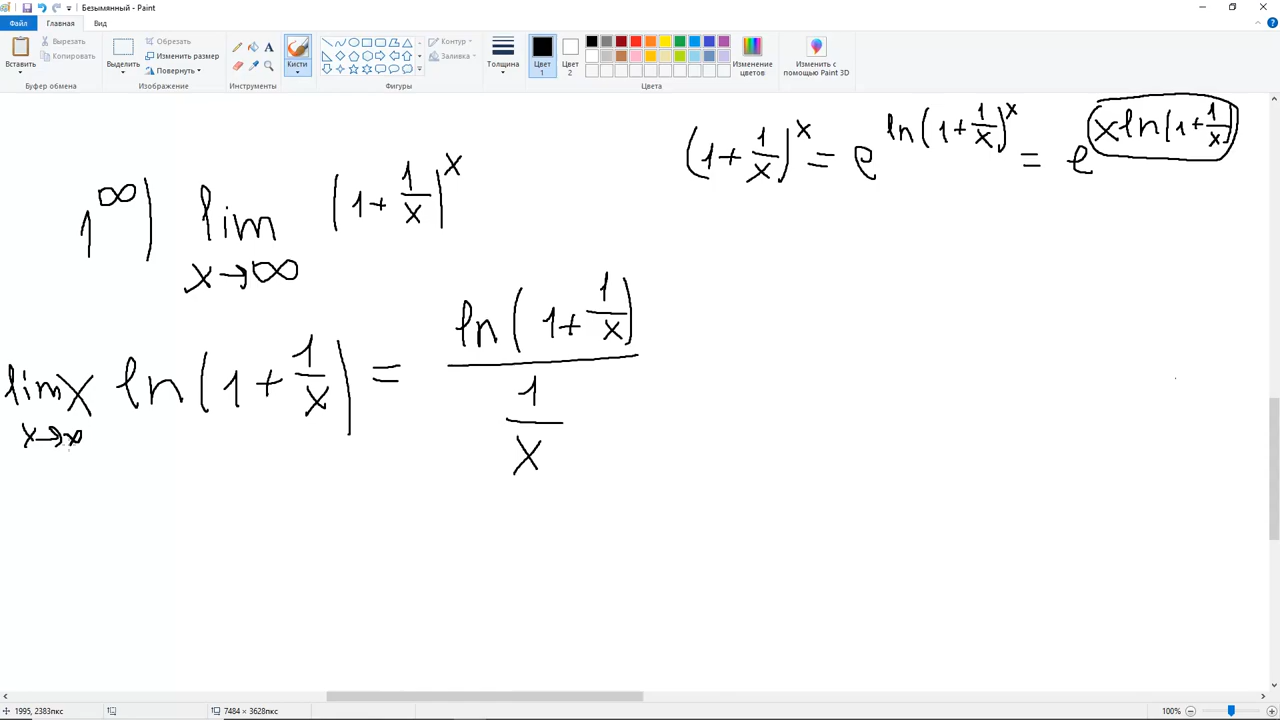 Безымянный - Paint
Файл Главная Вид
Вставить Вырезать Копировать Выделить Обрезать Изменить размер Повернуть Кисти Контур Заливка Толщина Цвет 1 Цвет 2 Изменение цветов Изменить с помощью Paint 3D
Буфер обмена Изображение Инструменты Фигуры Цвета
(1+1/x)^x = e^(ln(1+1/x)^x) = e^(x ln(1+1/x))
1^∞) lim x→∞ (1+1/x)^x
lim x→∞ x ln(1+1/x) = ln(1+1/x) / (1/x)
1995, 2383пкс 7484 × 3628пкс 100%